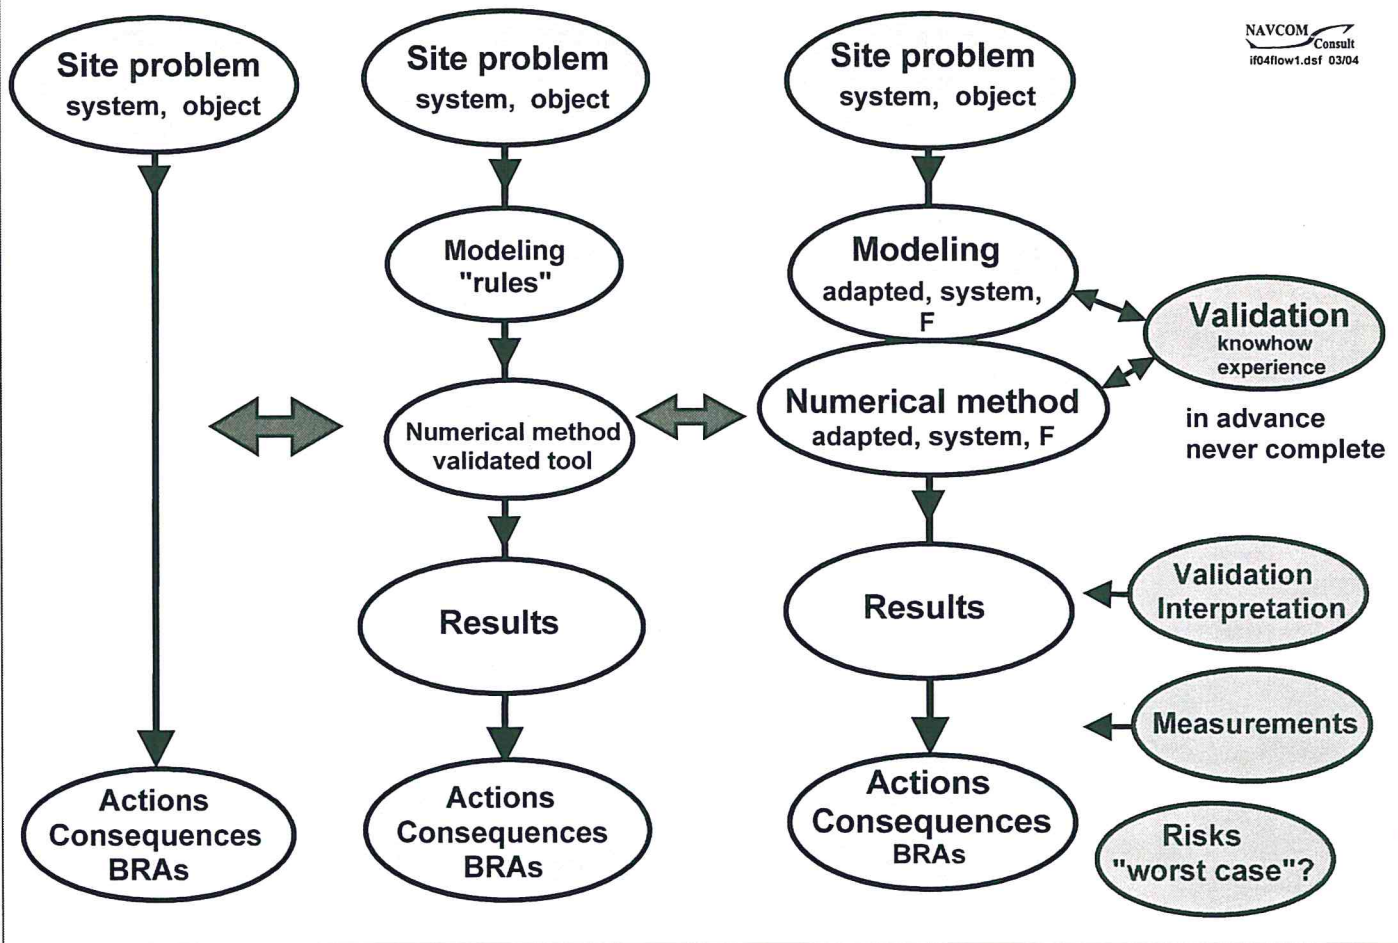 NAVCOM
Consult
if04flow1.dsf 03/04
Site problem
system, object
Actions
Consequences
BRAs
Site problem
system, object
Modeling
"rules"
Numerical method
validated tool
Results
Actions
Consequences
BRAs
Site problem
system, object
Modeling
adapted, system,
F
Numerical method
adapted, system, F
Results
Actions
Consequences
BRAs
Validation
knowhow
experience
in advance
never complete
Validation
Interpretation
Measurements
Risks
"worst case"?